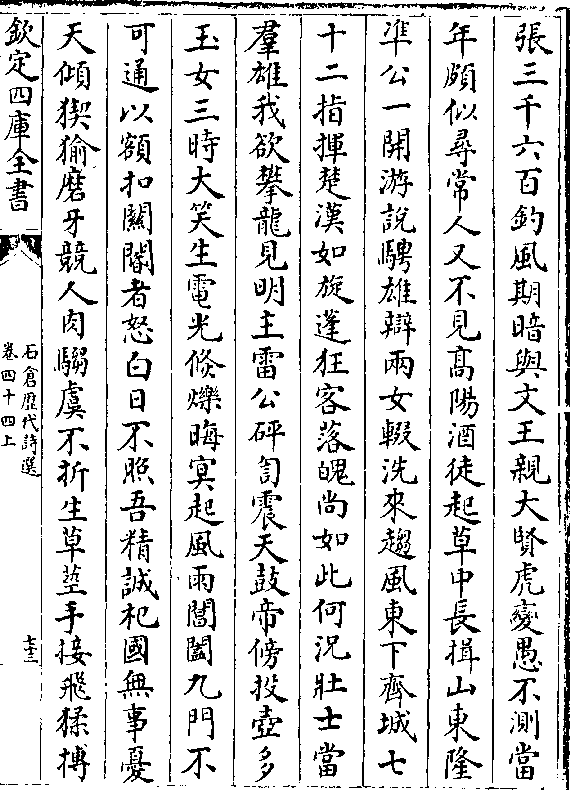 張三千六百釣風期暗與文王親大賢虎變愚不測當
年頗似尋常人又不見高陽酒徒起草中長揖山東隆
準公一開游說騁雄辯兩女輟洗來趨風東下齊城七
十二指揮楚漢如旋蓬狂客落魄尚如此何況壯士當
羣雄我欲攀龍見明主雷公砰訇震天鼓帝傍投壺多
玉女三時大笑生電光倐爍晦冥起風雨閶闔九門不
可通以額扣關閽者怒白日不照吾精誠杞國無事憂
天傾猰㺄磨牙競人肉騶虞不折生草莖手接飛猱搏
欽定四庫全書
石倉歷代詩選
卷四十四上
七三